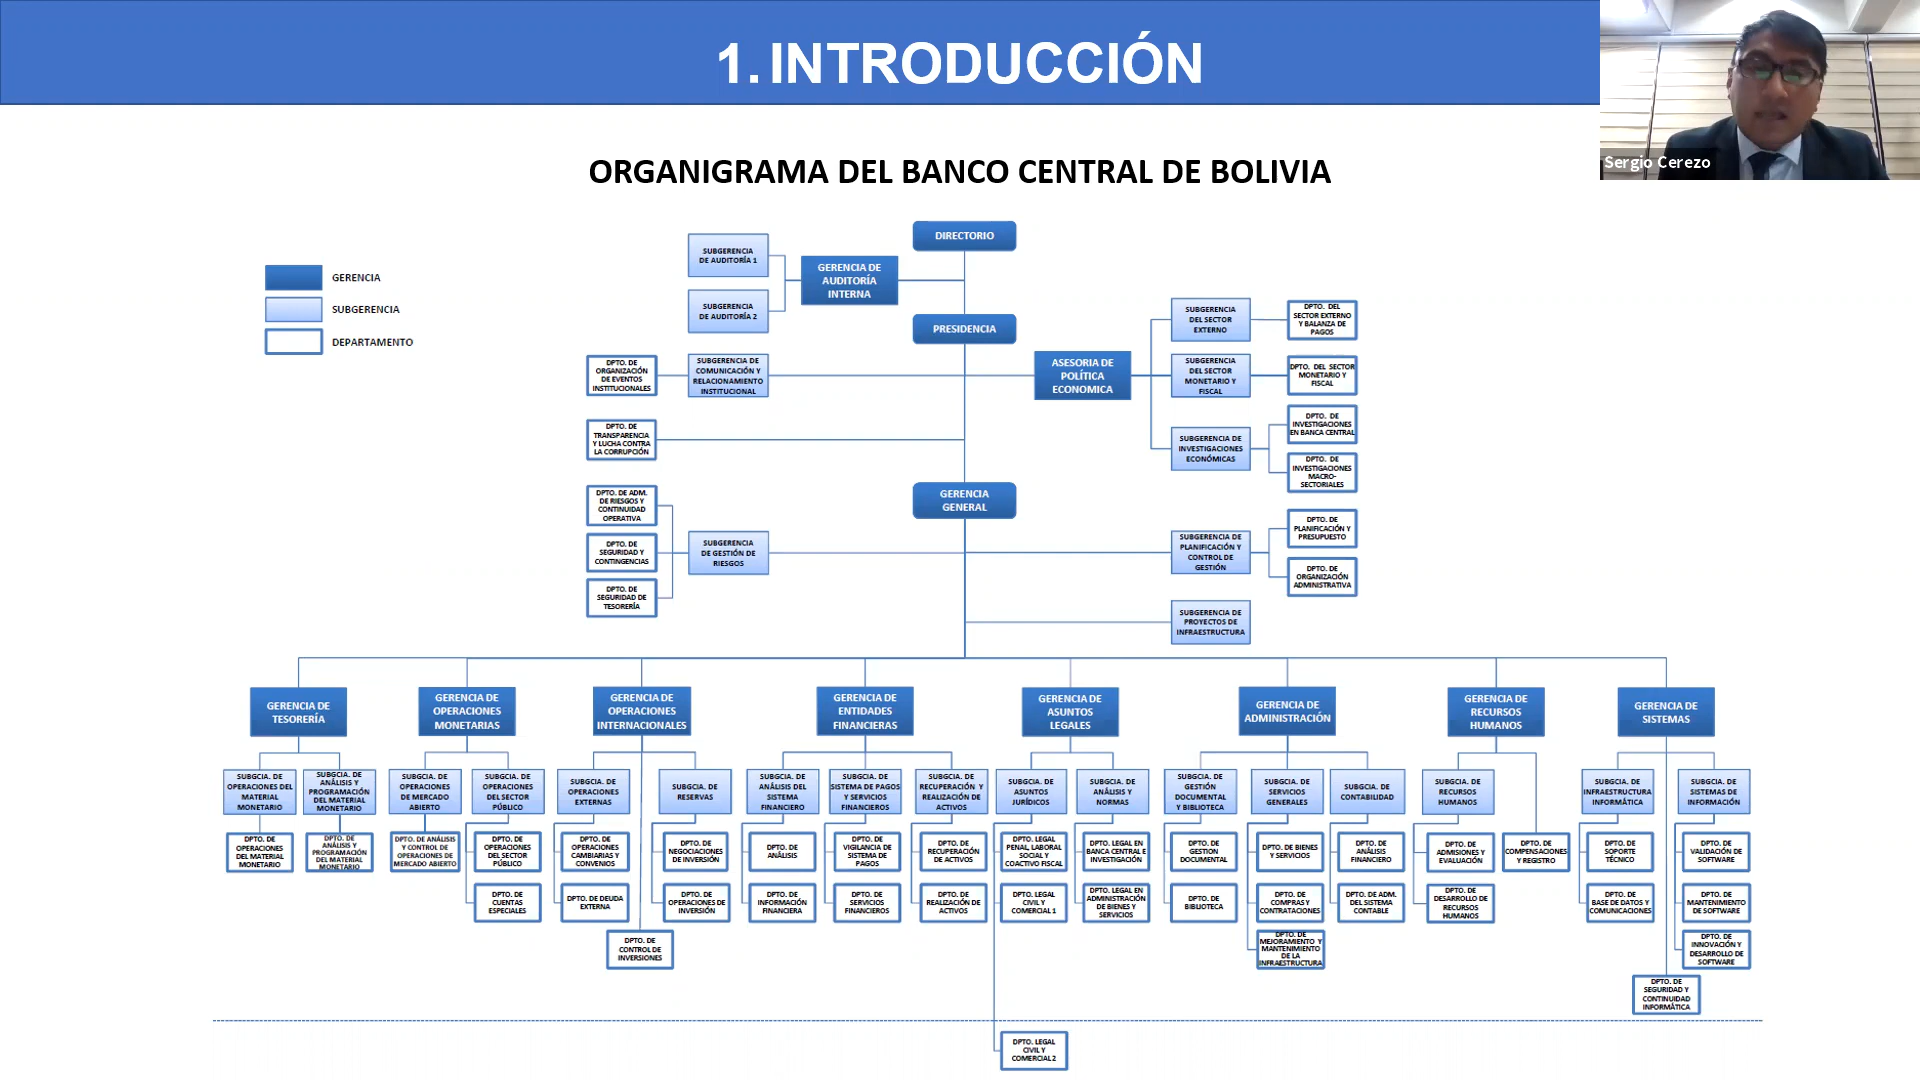 1. INTRODUCCIÓN
Sergio Cerezo
ORGANIGRAMA DEL BANCO CENTRAL DE BOLIVIA
GERENCIA
SUBGERENCIA
DEPARTAMENTO
DIRECTORIO
SUBGERENCIA
DE AUDITORÍA 1
SUBGERENCIA
DE AUDITORÍA 2
GERENCIA DE
AUDITORÍA
INTERNA
PRESIDENCIA
DPTO. DE
ORGANIZACIÓN
DE EVENTOS
INSTITUCIONALES
SUBGERENCIA DE
COMUNICACIÓN Y
RELACIONAMIENTO
INSTITUCIONAL
ASESORIA DE
POLÍTICA
ECONOMICA
SUBGERENCIA
DEL SECTOR
EXTERNO
DPTO. DEL
SECTOR EXTERNO
Y BALANZA DE
PAGOS
SUBGERENCIA
DEL SECTOR
MONETARIO Y
FISCAL
DPTO. DEL SECTOR
MONETARIO Y
FISCAL
SUBGERENCIA DE
INVESTIGACIONES
ECONÓMICAS
DPTO. DE
INVESTIGACIONES
EN BANCA CENTRAL
DPTO. DE
INVESTIGACIONES
MACRO-
SECTORIALES
DPTO. DE
TRANSPARENCIA
Y LUCHA CONTRA
LA CORRUPCIÓN
GERENCIA
GENERAL
DPTO. DE ADM.
DE RIESGOS Y
CONTINUIDAD
OPERATIVA
DPTO. DE
SEGURIDAD Y
CONTINGENCIAS
DPTO. DE
SEGURIDAD DE
TESORERÍA
SUBGERENCIA
DE GESTIÓN DE
RIESGOS
SUBGERENCIA DE
PLANIFICACIÓN Y
CONTROL DE
GESTIÓN
DPTO. DE
PLANIFICACIÓN Y
PRESUPUESTO
DPTO. DE
ORGANIZACIÓN
ADMINISTRATIVA
SUBGERENCIA DE
PROYECTOS DE
INFRAESTRUCTURA
GERENCIA DE
TESORERÍA
GERENCIA DE
OPERACIONES
MONETARIAS
GERENCIA DE
OPERACIONES
INTERNACIONALES
GERENCIA DE
ENTIDADES
FINANCIERAS
GERENCIA DE
ASUNTOS
LEGALES
GERENCIA DE
ADMINISTRACIÓN
GERENCIA DE
RECURSOS
HUMANOS
GERENCIA DE
SISTEMAS
SUBGCIA. DE
OPERACIONES DEL
MATERIAL
MONETARIO
SUBGCIA. DE
ANÁLISIS Y
PROGRAMACIÓN
DEL MATERIAL
MONETARIO
SUBGCIA. DE
OPERACIONES
DE MERCADO
ABIERTO
SUBGCIA. DE
OPERACIONES
DEL SECTOR
PÚBLICO
SUBGCIA. DE
OPERACIONES
EXTERNAS
SUBGCIA. DE
RESERVAS
SUBGCIA. DE
ANÁLISIS DEL
SISTEMA
FINANCIERO
SUBGCIA. DE
SISTEMA DE PAGOS
Y SERVICIOS
FINANCIEROS
SUBGCIA. DE
RECUPERACIÓN Y
REALIZACIÓN DE
ACTIVOS
SUBGCIA. DE
ASUNTOS
JURÍDICOS
SUBGCIA. DE
ANÁLISIS Y
NORMAS
SUBGCIA. DE
GESTIÓN
DOCUMENTAL
Y BIBLIOTECA
SUBGCIA. DE
SERVICIOS
GENERALES
SUBGCIA. DE
CONTABILIDAD
SUBGCIA. DE
RECURSOS
HUMANOS
SUBGCIA. DE
INFRAESTRUCTURA
INFORMÁTICA
SUBGCIA. DE
SISTEMAS DE
INFORMACIÓN
DPTO. DE
OPERACIONES
DEL MATERIAL
MONETARIO
DPTO. DE
ANÁLISIS Y
PROGRAMACIÓN
DEL MATERIAL
MONETARIO
DPTO. DE ANÁLISIS
Y CONTROL DE
OPERACIONES DE
MERCADO ABIERTO
DPTO. DE
OPERACIONES
DEL SECTOR
PÚBLICO
DPTO. DE
OPERACIONES
CAMBIARIAS Y
CONVENIOS
DPTO. DE
NEGOCIACIONES
DE INVERSIÓN
DPTO. DE
ANÁLISIS
DPTO. DE
VIGILANCIA DE
SISTEMA DE
PAGOS
DPTO. DE
RECUPERACIÓN
DE ACTIVOS
DPTO. LEGAL
PENAL, LABORAL
SOCIAL Y
COACTIVO FISCAL
DPTO. LEGAL EN
BANCA CENTRAL E
INVESTIGACIÓN
DPTO. DE
GESTION
DOCUMENTAL
DPTO. DE BIENES
Y SERVICIOS
DPTO. DE
ANÁLISIS
FINANCIERO
DPTO. DE
ADMISIONES Y
EVALUACIÓN
DPTO. DE
COMPENSACIONES
Y REGISTRO
DPTO. DE
SOPORTE
TÉCNICO
DPTO. DE
VALIDACIÓN DE
SOFTWARE
DPTO. DE
CUENTAS
ESPECIALES
DPTO. DE DEUDA
EXTERNA
DPTO. DE
OPERACIONES DE
INVERSIÓN
DPTO. DE
INFORMACIÓN
FINANCIERA
DPTO. DE
SERVICIOS
FINANCIEROS
DPTO. DE
REALIZACIÓN DE
ACTIVOS
DPTO. LEGAL
CIVIL Y
COMERCIAL 1
DPTO. LEGAL EN
ADMINISTRACIÓN
DE BIENES Y
SERVICIOS
DPTO. DE
BIBLIOTECA
DPTO. DE
COMPRAS Y
CONTRATACIONES
DPTO. DE ADM.
DEL SISTEMA
CONTABLE
DPTO. DE
DESARROLLO DE
RECURSOS
HUMANOS
DPTO. DE
BASE DE DATOS Y
COMUNICACIONES
DPTO. DE
MANTENIMIENTO
DE SOFTWARE
DPTO. DE
CONTROL DE
INVERSIONES
DPTO. DE
MEJORAMIENTO Y
MANTENIMIENTO
DE LA
INFRAESTRUCTURA
DPTO. DE
INNOVACIÓN Y
DESARROLLO DE
SOFTWARE
DPTO. DE
SEGURIDAD Y
CONTINUIDAD
INFORMÁTICA
DPTO. LEGAL
CIVIL Y
COMERCIAL 2